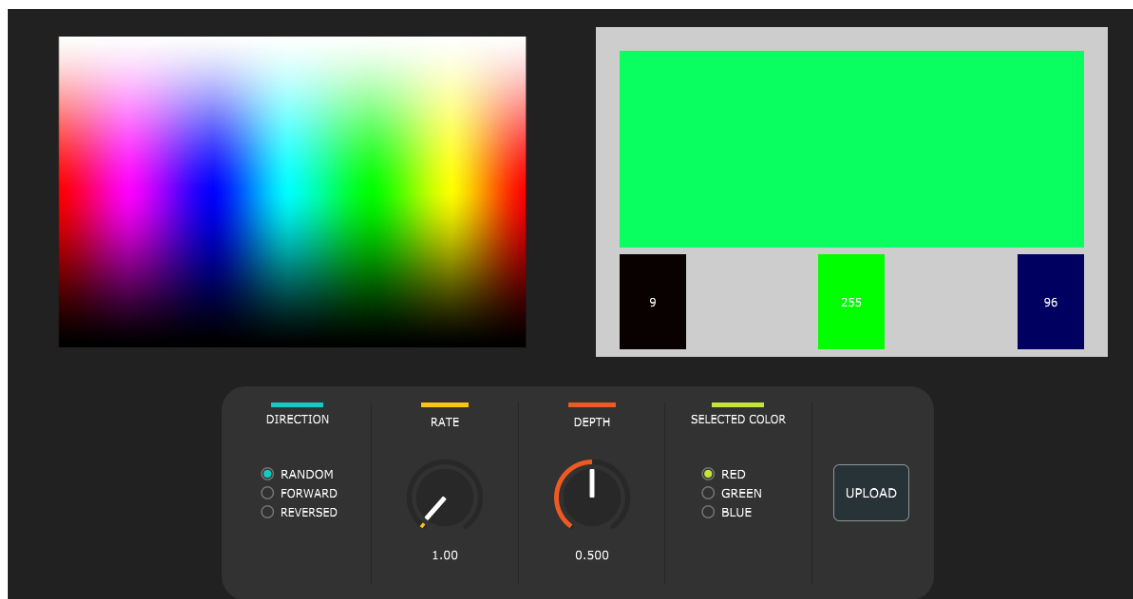 9
255
96
DIRECTION
RATE
DEPTH
SELECTED COLOR
RANDOM
FORWARD
REVERSED
RED
GREEN
BLUE
UPLOAD
1.00
0.500